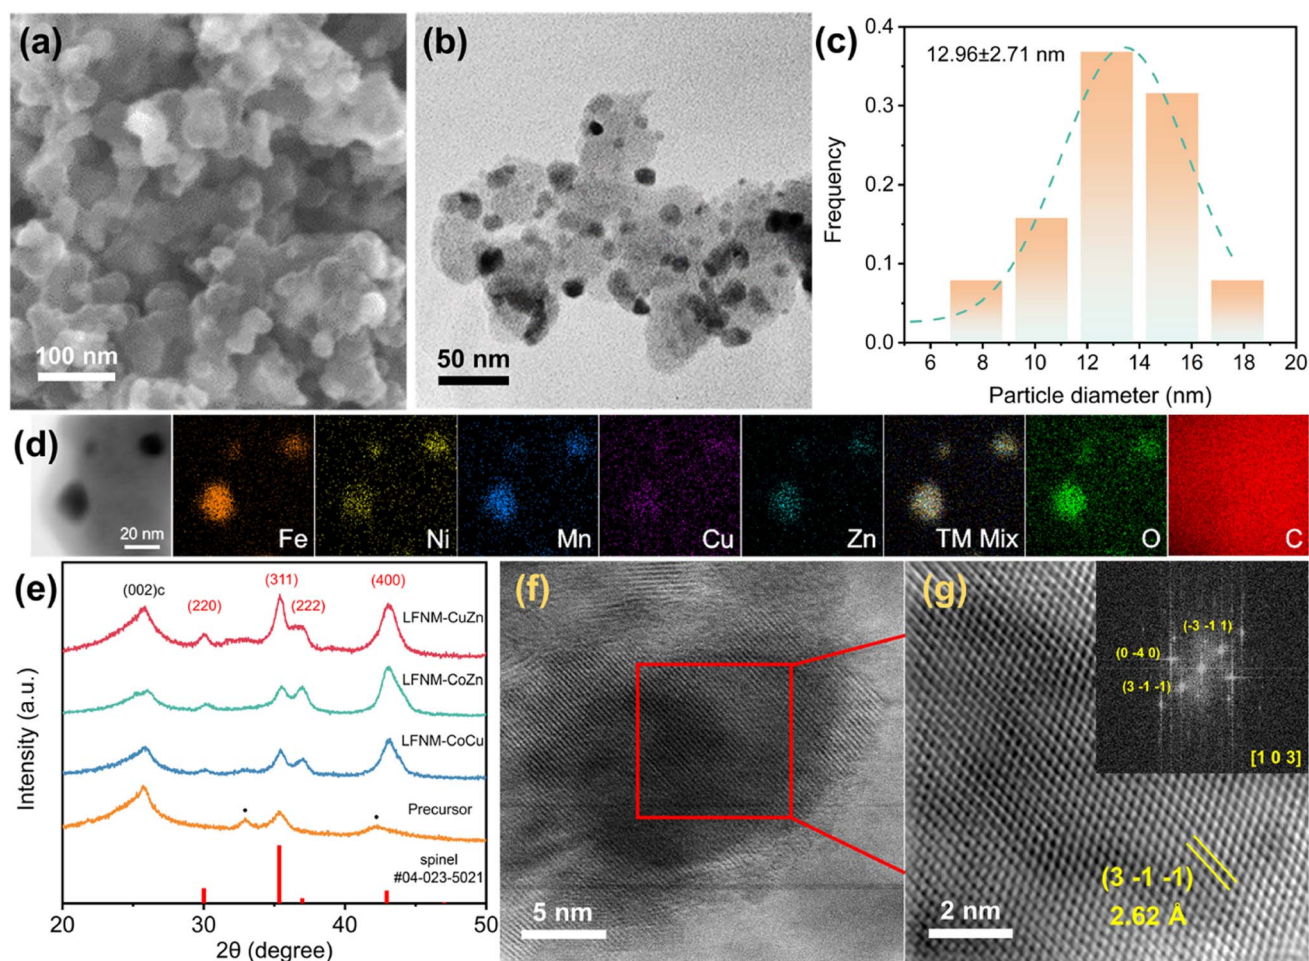 (a)
100 nm
(b)
50 nm
(c)
12.96±2.71 nm
Frequency
0.4
0.3
0.2
0.1
0.0
6 8 10 12 14 16 18 20
Particle diameter (nm)
(d)
20 nm
Fe
Ni
Mn
Cu
Zn
TM Mix
O
C
(e)
Intensity (a.u.)
(002)c
(220)
(311)
(222)
(400)
LFNM-CuZn
LFNM-CoZn
LFNM-CoCu
Precursor
spinel
#04-023-5021
20 30 40 50
2θ (degree)
(f)
5 nm
(g)
(-3 -1 1)
(0 -4 0)
(3 -1 -1)
[1 0 3]
(3 -1 -1)
2.62 Å
2 nm